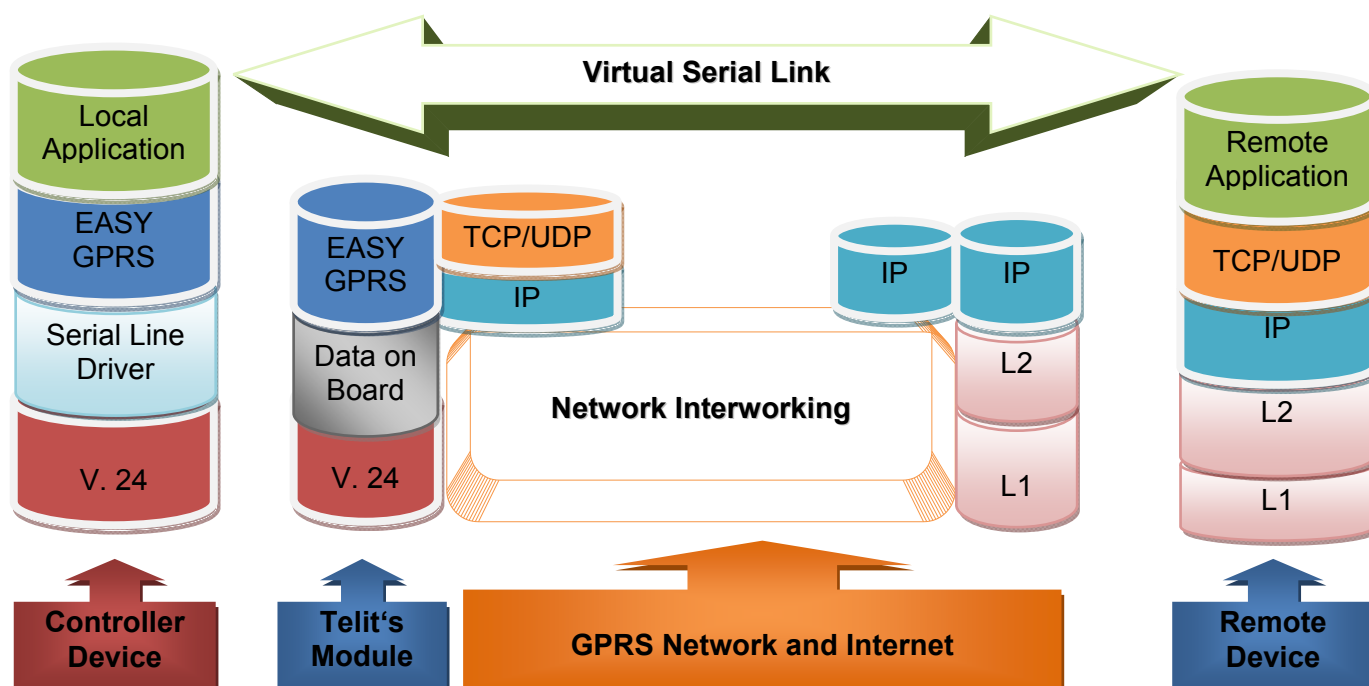 Virtual Serial Link
Local
Application
EASY
GPRS
Serial Line
Driver
V. 24
EASY
GPRS
Data on
Board
V. 24
TCP/UDP
IP
Network Interworking
IP
IP
L2
L1
Remote
Application
TCP/UDP
IP
L2
L1
Controller
Device
Telit‘s
Module
GPRS Network and Internet
Remote
Device